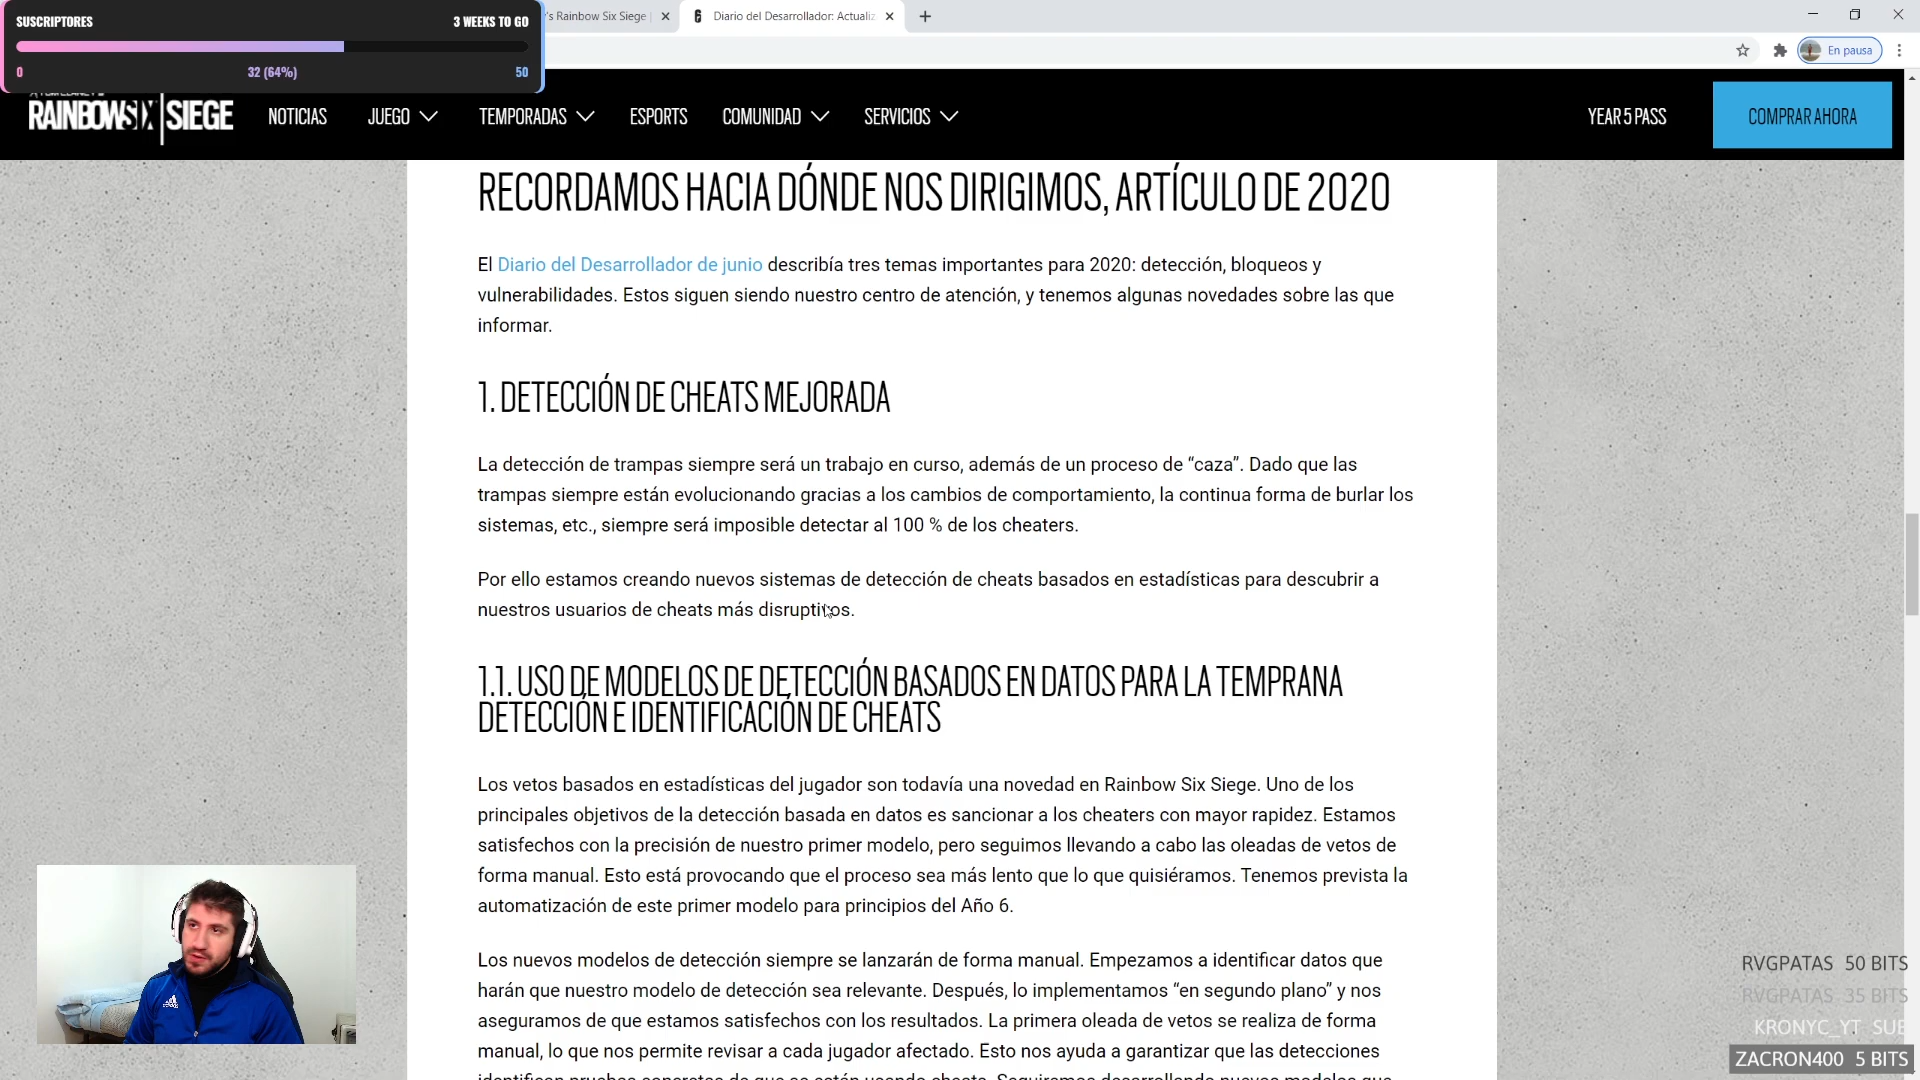 SUSCRIPTORES 3 WEEKS TO GO
0 32 (64%) 50
's Rainbow Six Siege
Diario del Desarrollador: Actualiz
En pausa
RAINBOWSIX SIEGE
NOTICIAS JUEGO TEMPORADAS ESPORTS COMUNIDAD SERVICIOS YEAR 5 PASS COMPRAR AHORA
RECORDAMOS HACIA DÓNDE NOS DIRIGIMOS, ARTÍCULO DE 2020
El Diario del Desarrollador de junio describía tres temas importantes para 2020: detección, bloqueos y
vulnerabilidades. Estos siguen siendo nuestro centro de atención, y tenemos algunas novedades sobre las que
informar.
1. DETECCIÓN DE CHEATS MEJORADA
La detección de trampas siempre será un trabajo en curso, además de un proceso de “caza”. Dado que las
trampas siempre están evolucionando gracias a los cambios de comportamiento, la continua forma de burlar los
sistemas, etc., siempre será imposible detectar al 100 % de los cheaters.
Por ello estamos creando nuevos sistemas de detección de cheats basados en estadísticas para descubrir a
nuestros usuarios de cheats más disruptivos.
1.1. USO DE MODELOS DE DETECCIÓN BASADOS EN DATOS PARA LA TEMPRANA
DETECCIÓN E IDENTIFICACIÓN DE CHEATS
Los vetos basados en estadísticas del jugador son todavía una novedad en Rainbow Six Siege. Uno de los
principales objetivos de la detección basada en datos es sancionar a los cheaters con mayor rapidez. Estamos
satisfechos con la precisión de nuestro primer modelo, pero seguimos llevando a cabo las oleadas de vetos de
forma manual. Esto está provocando que el proceso sea más lento que lo que quisiéramos. Tenemos prevista la
automatización de este primer modelo para principios del Año 6.
Los nuevos modelos de detección siempre se lanzarán de forma manual. Empezamos a identificar datos que
harán que nuestro modelo de detección sea relevante. Después, lo implementamos “en segundo plano” y nos
aseguramos de que estamos satisfechos con los resultados. La primera oleada de vetos se realiza de forma
manual, lo que nos permite revisar a cada jugador afectado. Esto nos ayuda a garantizar que las detecciones
identifican pruebas concretas de que se están usando cheats. Seguiremos desarrollando nuevos modelos que
RVGPATAS 50 BITS
RVGPATAS 35 BITS
KRONYC_YT SUB
ZACRON400 5 BITS